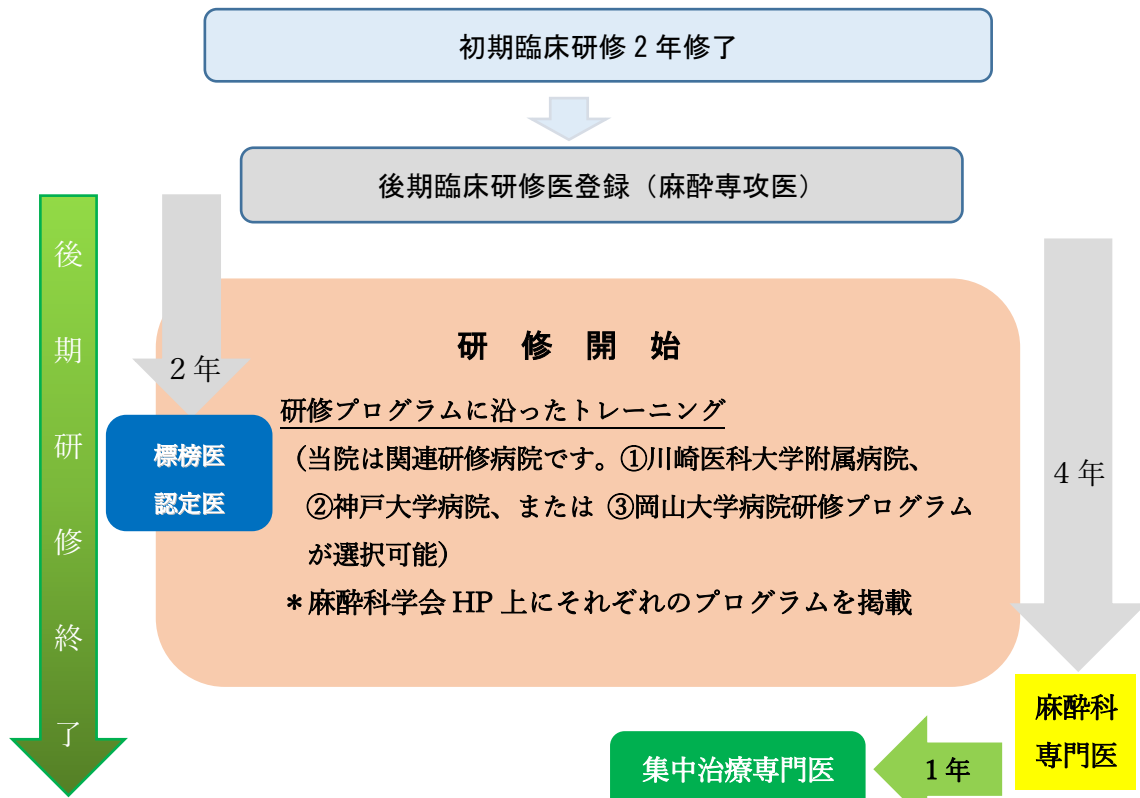 初期臨床研修 2 年修了
後期臨床研修医登録（麻酔専攻医）
後期研修終了
2 年
標榜医
認定医
研 修 開 始
研修プログラムに沿ったトレーニング
（当院は関連研修病院です。①川崎医科大学附属病院、
②神戸大学病院、または ③岡山大学病院研修プログラム
が選択可能）
＊麻酔科学会 HP 上にそれぞれのプログラムを掲載
4 年
麻酔科
専門医
1 年
集中治療専門医